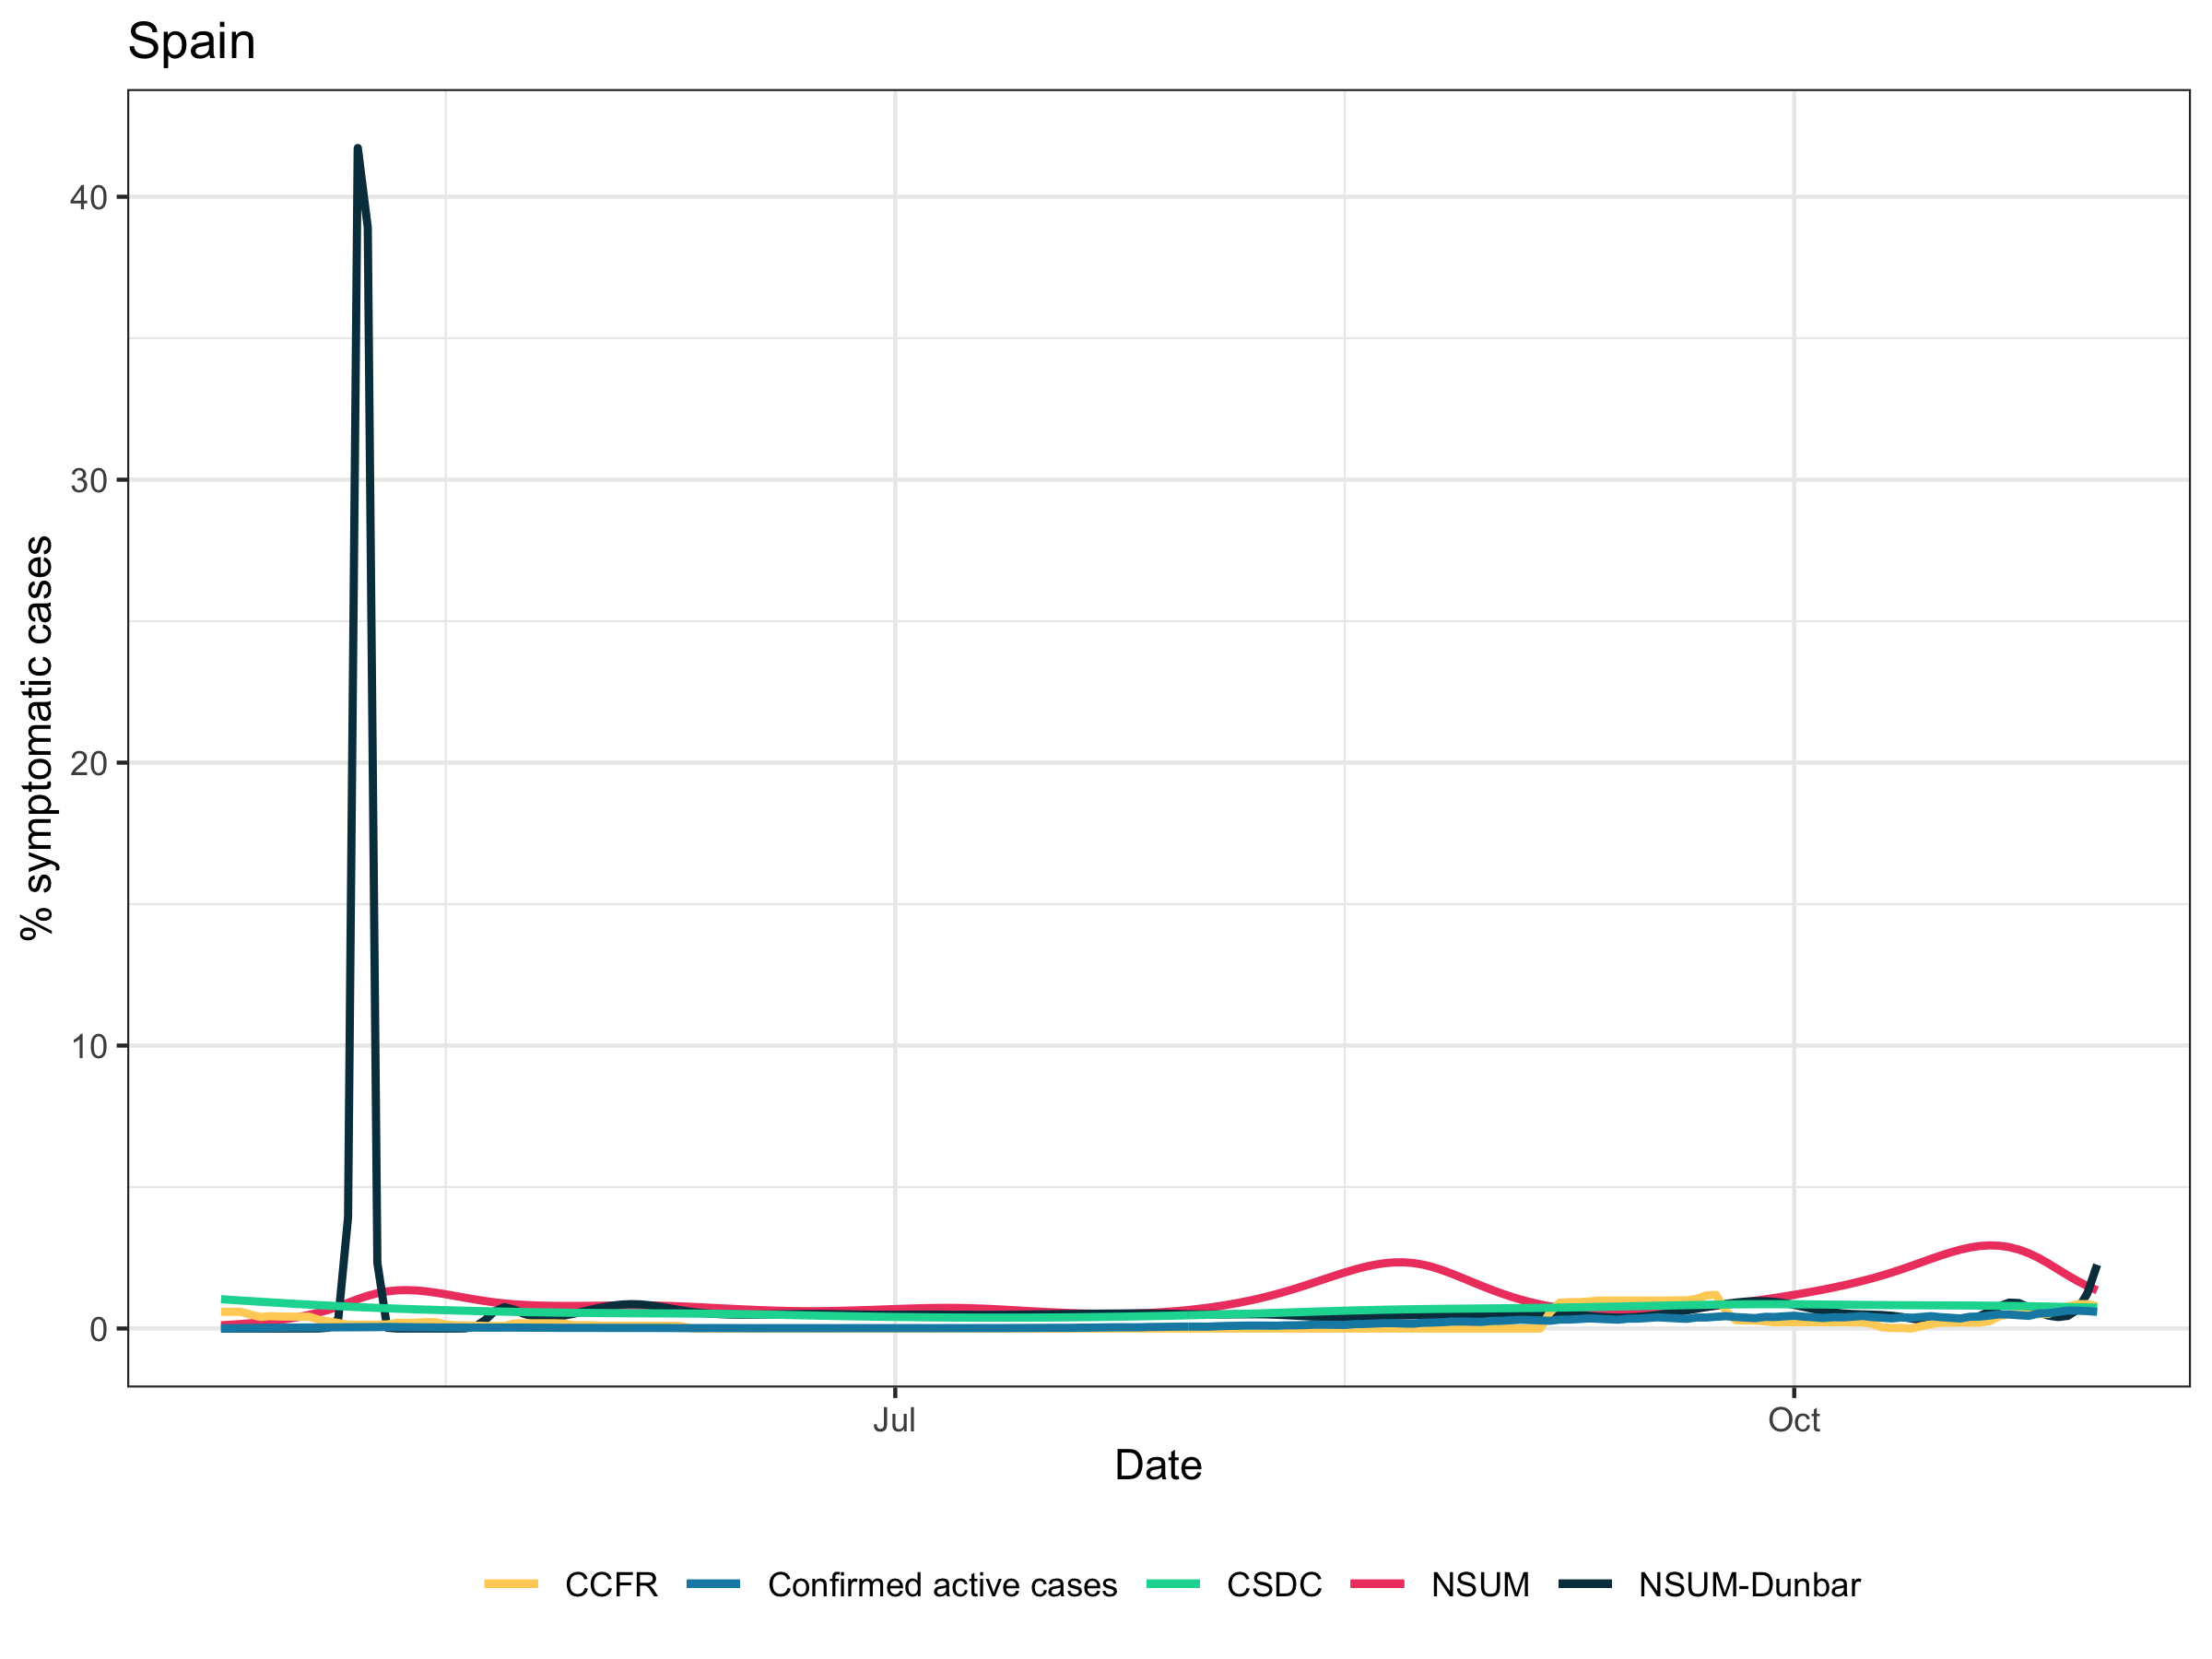 Spain
% symptomatic cases
40
30
20
10
0
Jul
Oct
Date
CCFR
Confirmed active cases
CSDC
NSUM
NSUM-Dunbar